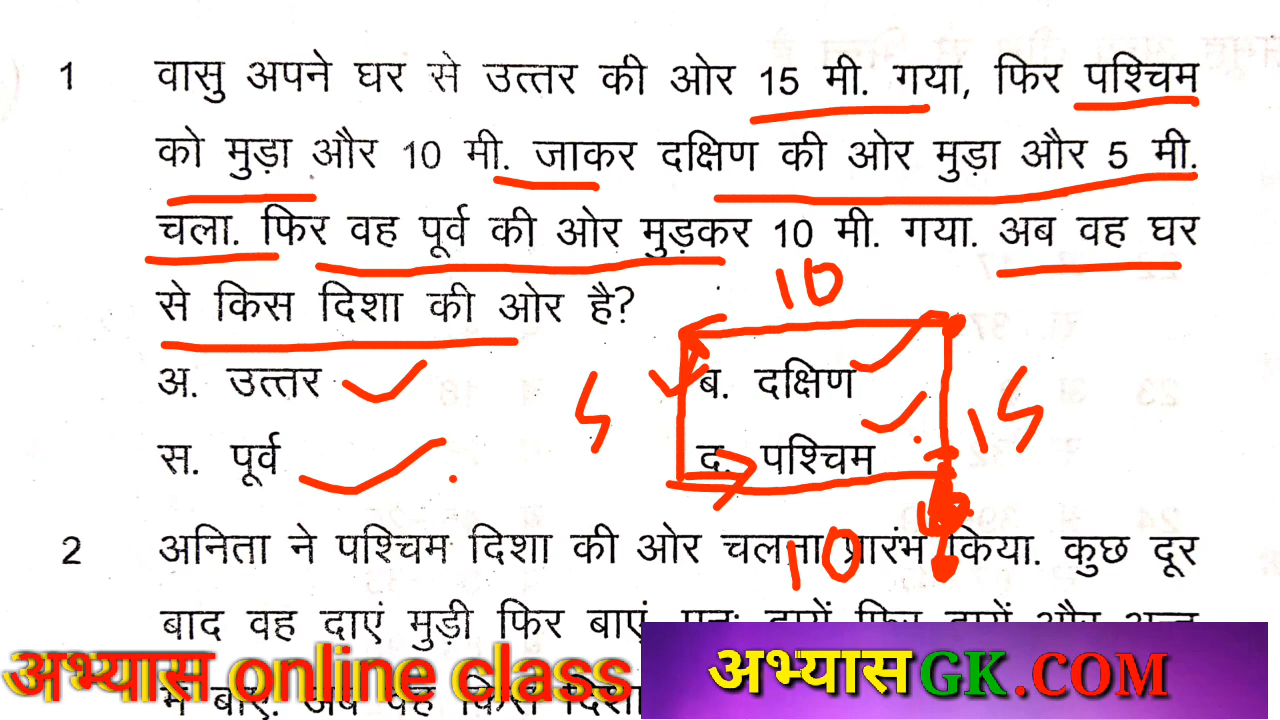 1 वासु अपने घर से उत्तर की ओर 15 मी. गया, फिर पश्चिम
को मुड़ा और 10 मी. जाकर दक्षिण की ओर मुड़ा और 5 मी.
चला. फिर वह पूर्व की ओर मुड़कर 10 मी. गया. अब वह घर
से किस दिशा की ओर है?
10
अ. उत्तर ब. दक्षिण
5 15
स. पूर्व द. पश्चिम
2 अनिता ने पश्चिम दिशा की ओर चलना प्रारंभ किया. कुछ दूर
10
बाद वह दाएं मुड़ी फिर बाएं
अभ्यास online class
अभ्यास GK.COM